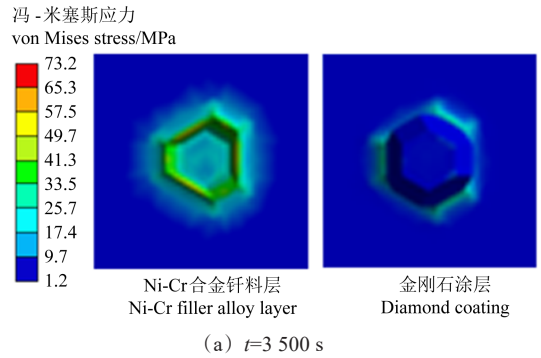 冯-米塞斯应力
von Mises stress/MPa
73.2
65.3
57.5
49.7
41.3
33.5
25.7
17.4
9.7
1.2
Ni-Cr合金钎料层
Ni-Cr filler alloy layer
金刚石涂层
Diamond coating
（a）t=3 500 s